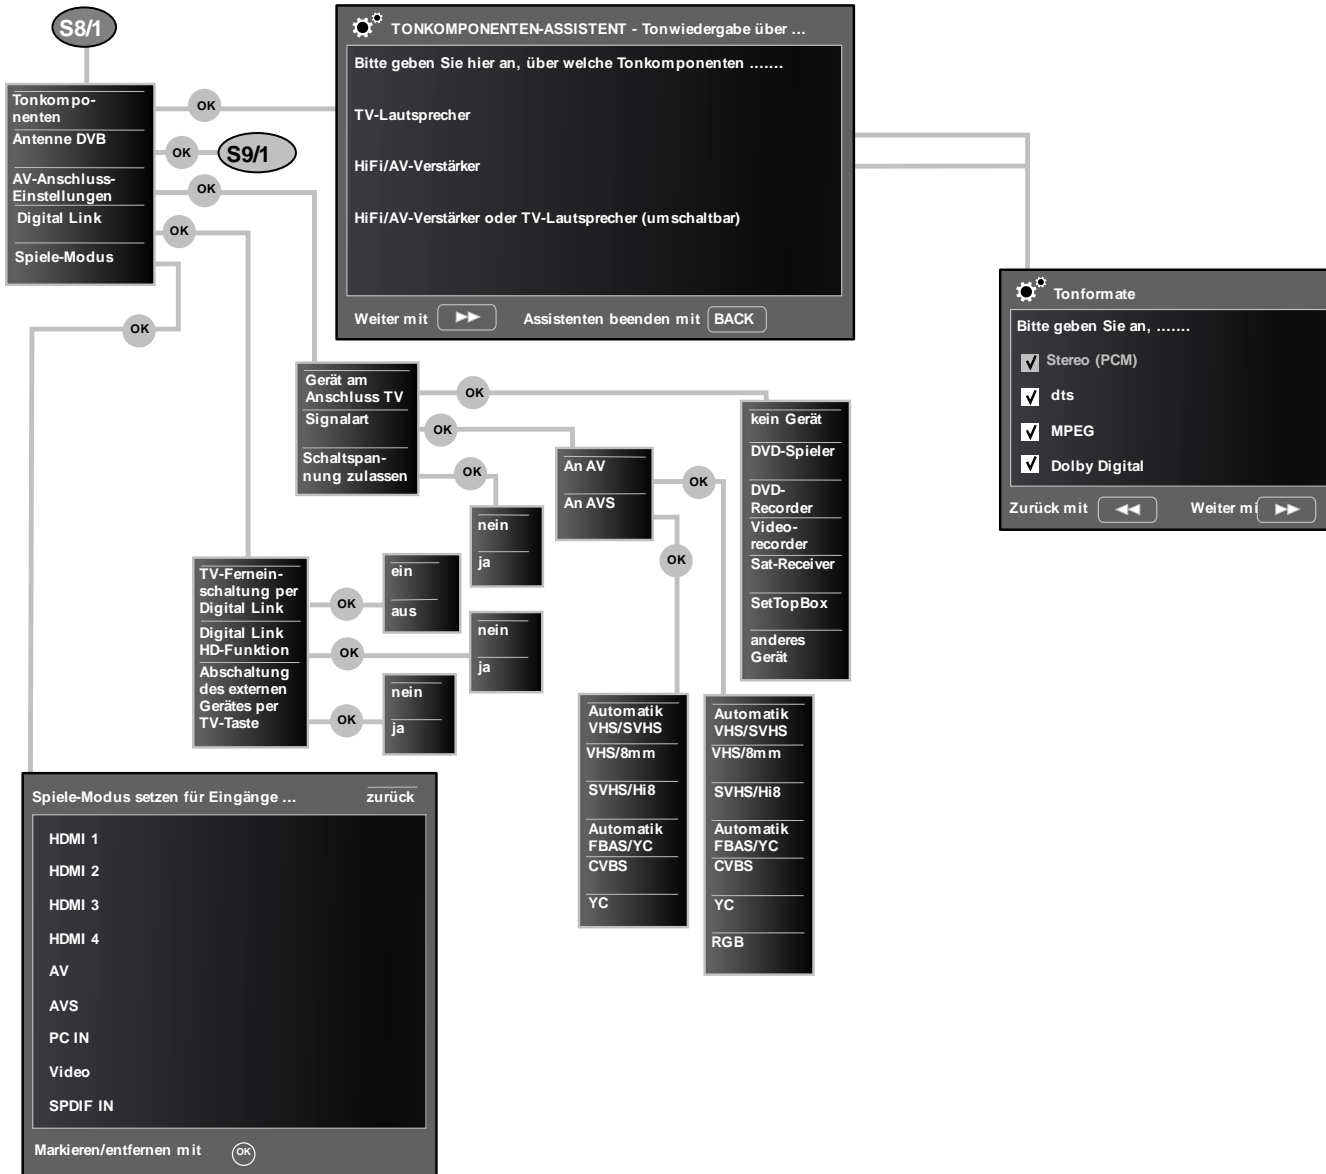 S8/1
Tonkompo-
nenten
Antenne DVB
AV-Anschluss-
Einstellungen
Digital Link
Spiele-Modus
OK
OK
S9/1
OK
OK
OK
TONKOMPONENTEN-ASSISTENT - Tonwiedergabe über ...
Bitte geben Sie hier an, über welche Tonkomponenten .......
TV-Lautsprecher
HiFi/AV-Verstärker
HiFi/AV-Verstärker oder TV-Lautsprecher (umschaltbar)
Weiter mit
Assistenten beenden mit BACK
Tonformate
Bitte geben Sie an, .......
Stereo (PCM)
dts
MPEG
Dolby Digital
Zurück mit
Weiter mi
Gerät am
Anschluss TV
Signalart
Schaltspan-
nung zulassen
OK
OK
OK
kein Gerät
DVD-Spieler
DVD-
Recorder
Video-
recorder
Sat-Receiver
SetTopBox
anderes
Gerät
An AV
An AVS
OK
OK
nein
ja
TV-Fernein-
schaltung per
Digital Link
Digital Link
HD-Funktion
Abschaltung
des externen
Gerätes per
TV-Taste
OK
OK
OK
ein
aus
nein
ja
nein
ja
Automatik
VHS/SVHS
VHS/8mm
SVHS/Hi8
Automatik
FBAS/YC
CVBS
YC
Automatik
VHS/SVHS
VHS/8mm
SVHS/Hi8
Automatik
FBAS/YC
CVBS
YC
RGB
Spiele-Modus setzen für Eingänge ...
zurück
HDMI 1
HDMI 2
HDMI 3
HDMI 4
AV
AVS
PC IN
Video
SPDIF IN
Markieren/entfernen mit OK